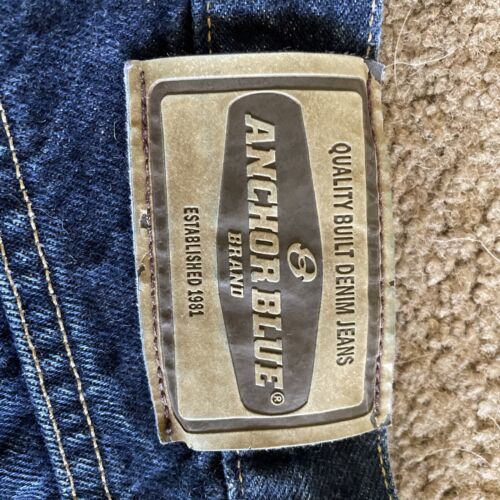 QUALITY BUILT DENIM JEANS
B
ANCHOR BLUE®
BRAND
ESTABLISHED 1981